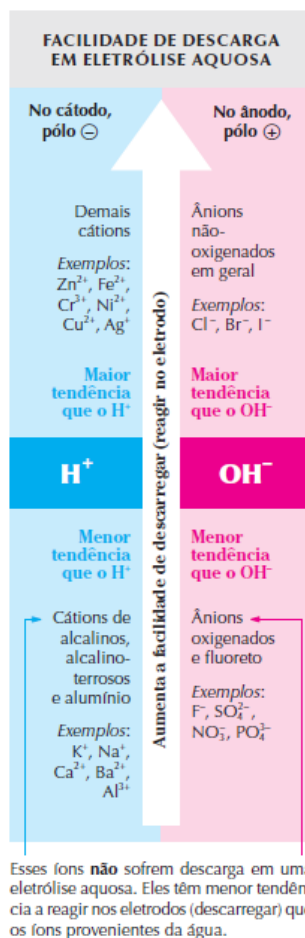 FACILIDADE DE DESCARGA
EM ELETRÓLISE AQUOSA
No cátodo,
pólo ⊖
Demais
cátions
Exemplos:
Zn²⁺, Fe²⁺,
Cr³⁺, Ni²⁺,
Cu²⁺, Ag⁺
Maior
tendência
que o H⁺
H⁺
Menor
tendência
que o H⁺
Cátions de
alcalinos,
alcalino-
terrosos
e alumínio
Exemplos:
K⁺, Na⁺,
Ca²⁺, Ba²⁺,
Al³⁺
Aumenta a facilidade de descarregar (reagir no eletrodo)
No ânodo,
pólo ⊕
Ânions
não-
oxigenados
em geral
Exemplos:
Cl⁻, Br⁻, I⁻
Maior
tendência
que o OH⁻
OH⁻
Menor
tendência
que o OH⁻
Ânions
oxigenados
e fluoreto
Exemplos:
F⁻, SO₄²⁻,
NO₃⁻, PO₄³⁻
Esses íons não sofrem descarga em uma
eletrólise aquosa. Eles têm menor tendên
cia a reagir nos eletrodos (descarregar) que
os íons provenientes da água.